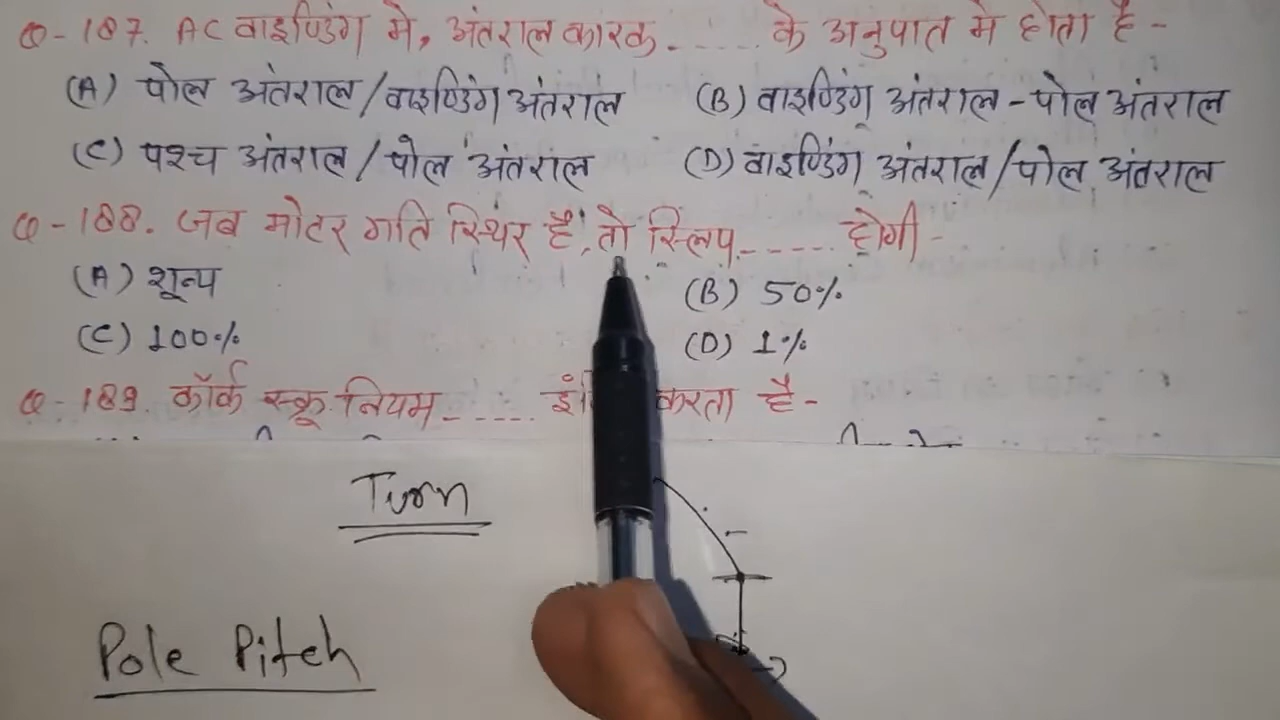 Q-187. AC वाइण्डिंग मे, अंतराल कारक ..... के अनुपात मे होता है -
(A) पोल अंतराल/वाइण्डिंग अंतराल (B) वाइण्डिंग अंतराल - पोल अंतराल
(C) पश्च अंतराल/पोल अंतराल (D) वाइण्डिंग अंतराल/पोल अंतराल
Q-188. जब मोटर गति स्थिर है, तो स्लिप ..... होगी -
(A) शून्य (B) 50%
(C) 100% (D) 1%
Q-189. कॉर्क स्क्रू नियम ..... करता है -
Turn
Pole Pitch